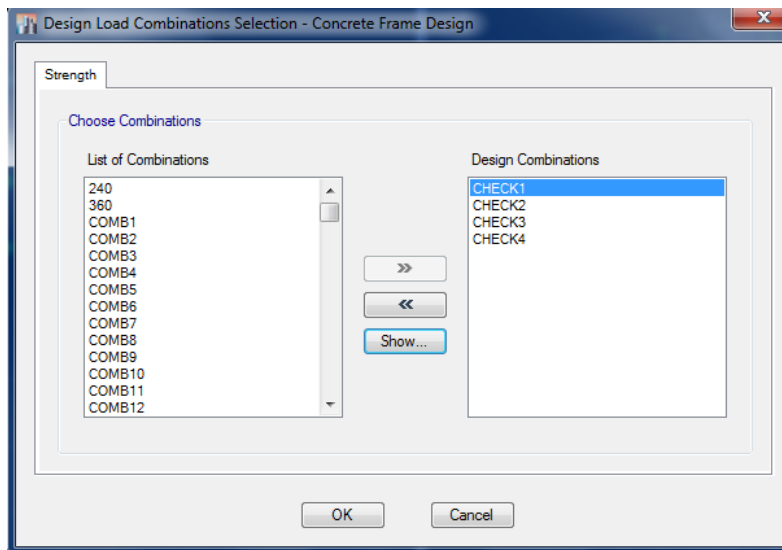 Design Load Combinations Selection - Concrete Frame Design
X
Strength
Choose Combinations
List of Combinations
240
360
COMB1
COMB2
COMB3
COMB4
COMB5
COMB6
COMB7
COMB8
COMB9
COMB10
COMB11
COMB12
>>
<<
Show...
Design Combinations
CHECK1
CHECK2
CHECK3
CHECK4
OK
Cancel